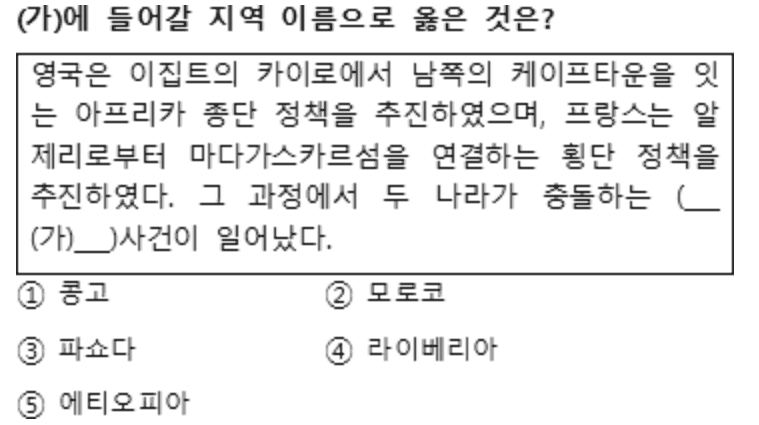 (가)에 들어갈 지역 이름으로 옳은 것은?
영국은 이집트의 카이로에서 남쪽의 케이프타운을 잇
는 아프리카 종단 정책을 추진하였으며, 프랑스는 알
제리로부터 마다가스카르섬을 연결하는 횡단 정책을
추진하였다. 그 과정에서 두 나라가 충돌하는 (__
(가)__)사건이 일어났다.
① 콩고 ② 모로코
③ 파쇼다 ④ 라이베리아
⑤ 에티오피아